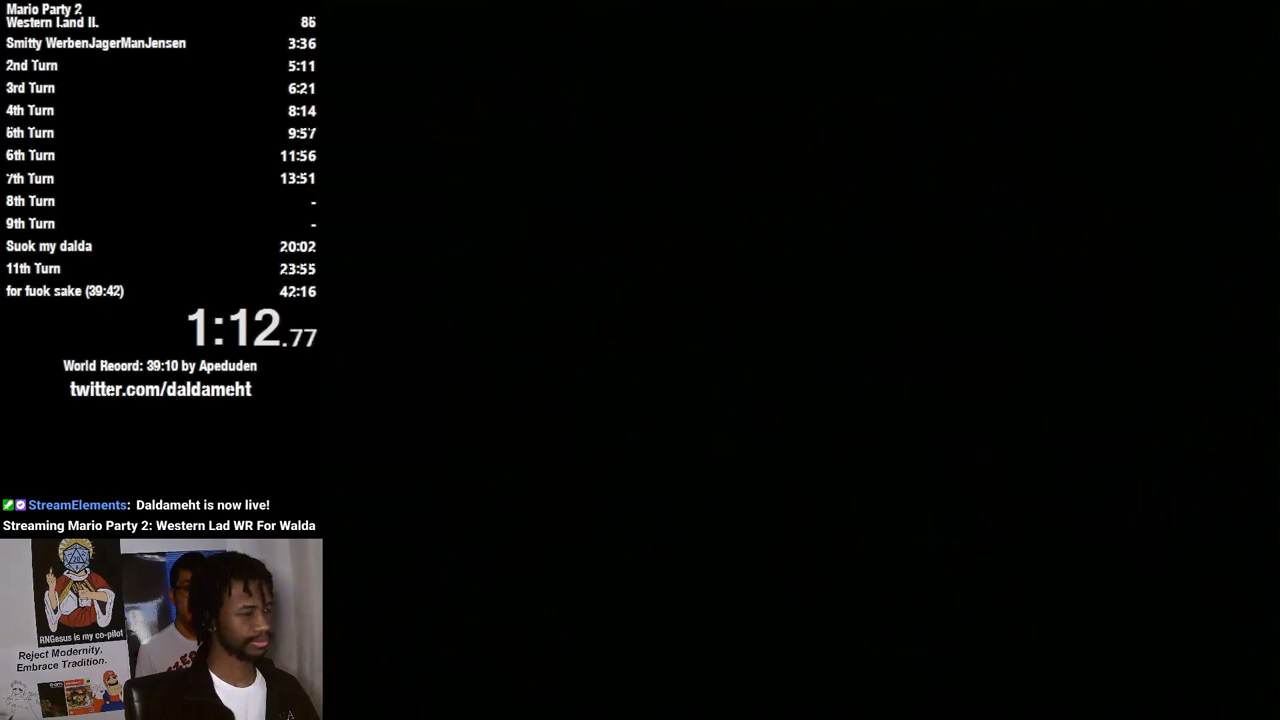 Mario Party 2
Western Land II.
85
Smitty WerbenJagerManJensen 3:36
2nd Turn 5:11
3rd Turn 6:21
4th Turn 8:14
5th Turn 9:57
6th Turn 11:56
7th Turn 13:51
8th Turn -
9th Turn -
Suck my dalda 20:02
11th Turn 23:55
for fuck sake (39:42) 42:16
1:12.77
World Record: 39:10 by Apeduden
twitter.com/daldameht
StreamElements: Daldameht is now live!
Streaming Mario Party 2: Western Lad WR For Walda
RNGesus is my co-pilot
Reject Modernity,
Embrace Tradition.